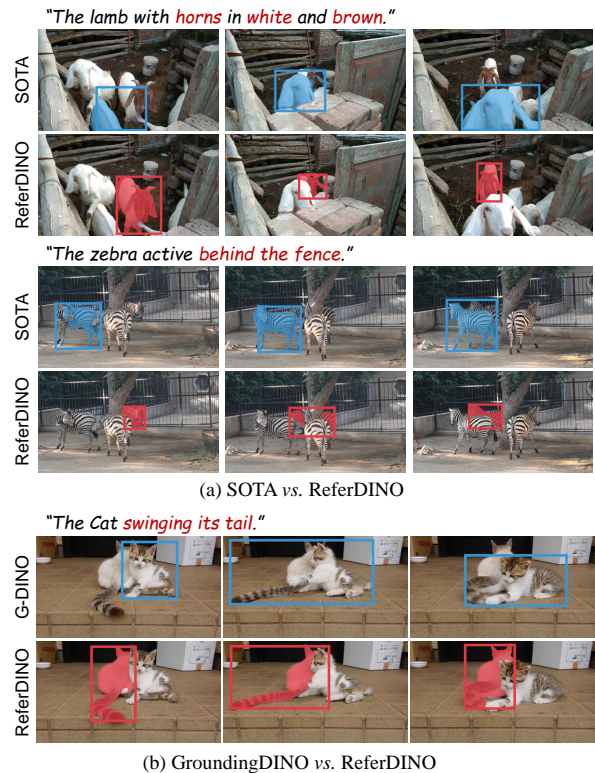 “The lamb with horns in white and brown.”
SOTA
ReferDINO
“The zebra active behind the fence.”
SOTA
ReferDINO
(a) SOTA vs. ReferDINO
“The Cat swinging its tail.”
G-DINO
ReferDINO
(b) GroundingDINO vs. ReferDINO